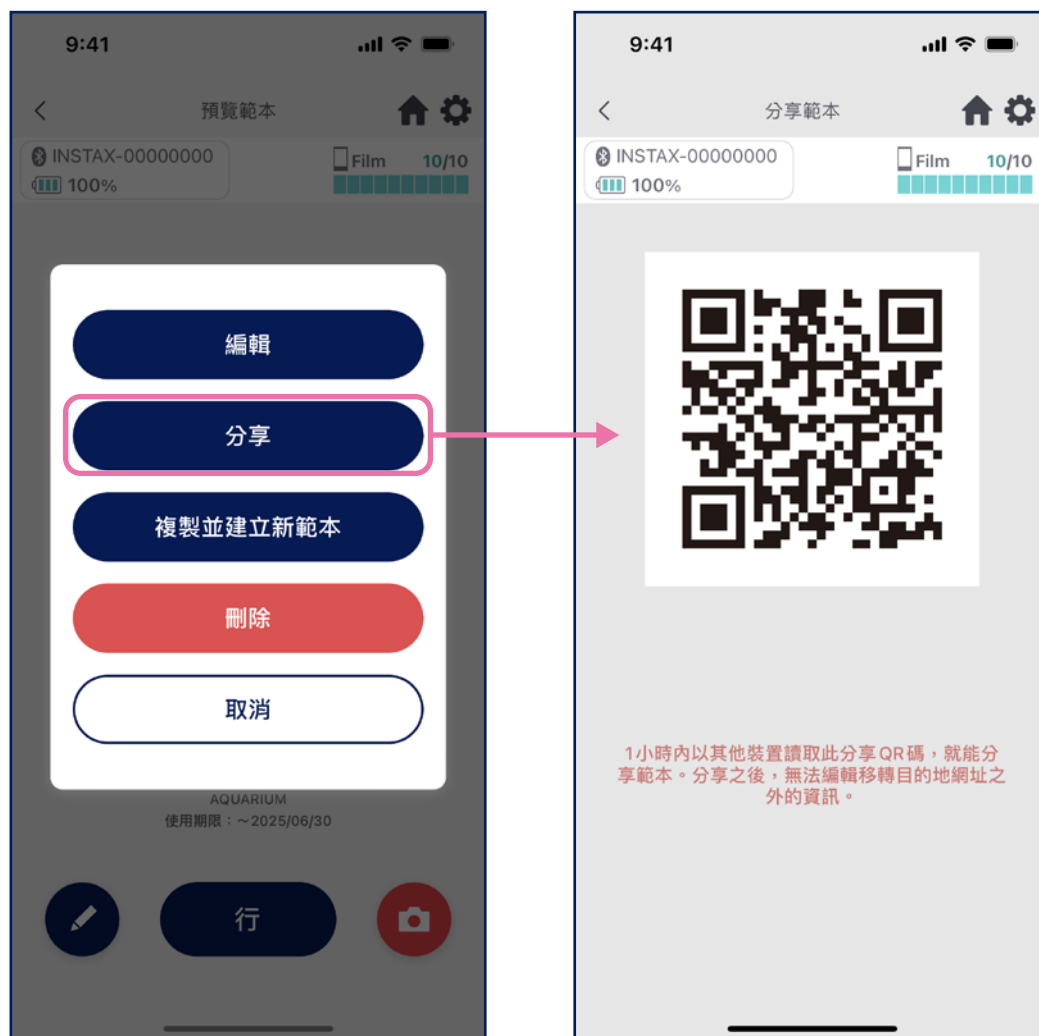 9:41
預覽範本
INSTAX-00000000
100%
Film 10/10
編輯
分享
複製並建立新範本
刪除
取消
AQUARIUM
使用期限：～2025/06/30
行
9:41
分享範本
INSTAX-00000000
100%
Film 10/10
1小時內以其他裝置讀取此分享QR碼，就能分
享範本。分享之後，無法編輯移轉目的地網址之
外的資訊。